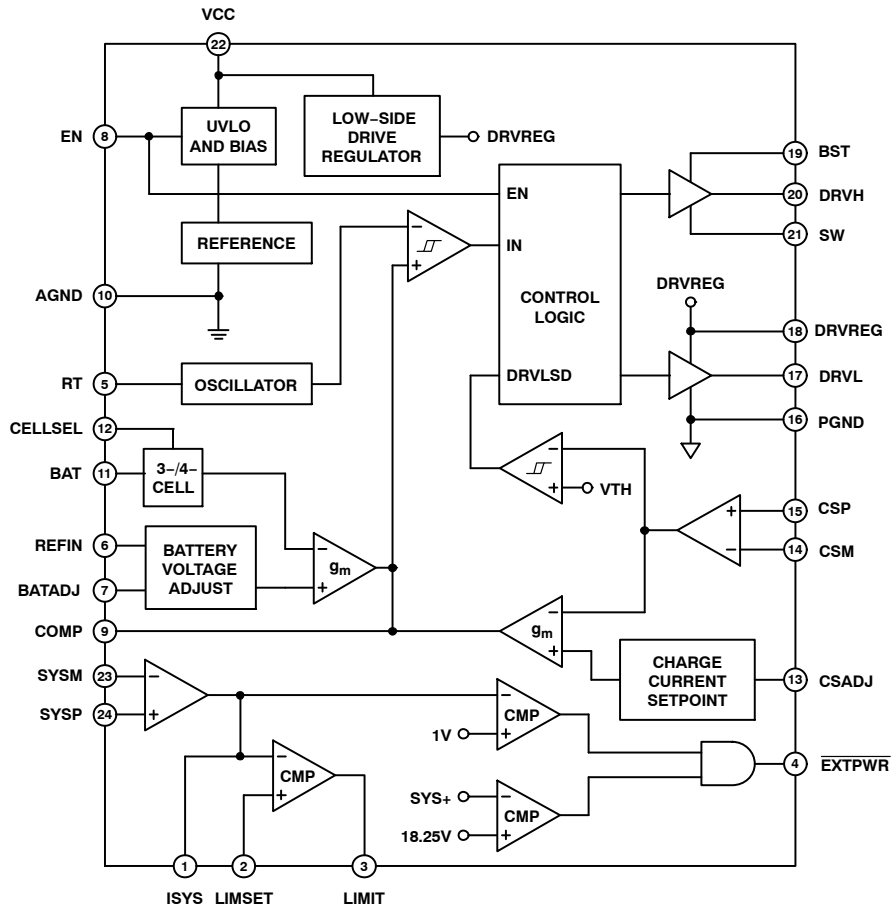 VCC
22
EN
8
UVLO
AND BIAS
LOW–SIDE
DRIVE
REGULATOR
DRVREG
19
BST
20
DRVH
21
SW
EN
IN
CONTROL
LOGIC
DRVLSD
REFERENCE
−
+
AGND
10
DRVREG
18
DRVREG
17
DRVL
16
PGND
RT
5
OSCILLATOR
CELLSEL
12
BAT
11
3–/4–
CELL
−
+
VTH
+
−
15
CSP
14
CSM
REFIN
6
BATADJ
7
BATTERY
VOLTAGE
ADJUST
−
gm
+
COMP
9
−
gm
+
CHARGE
CURRENT
SETPOINT
13
CSADJ
SYSM
23
SYSP
24
−
+
−
CMP
+
1V
−
CMP
+
4
EXTPWR
SYS+
18.25V
−
CMP
+
1
2
3
ISYS
LIMSET
LIMIT